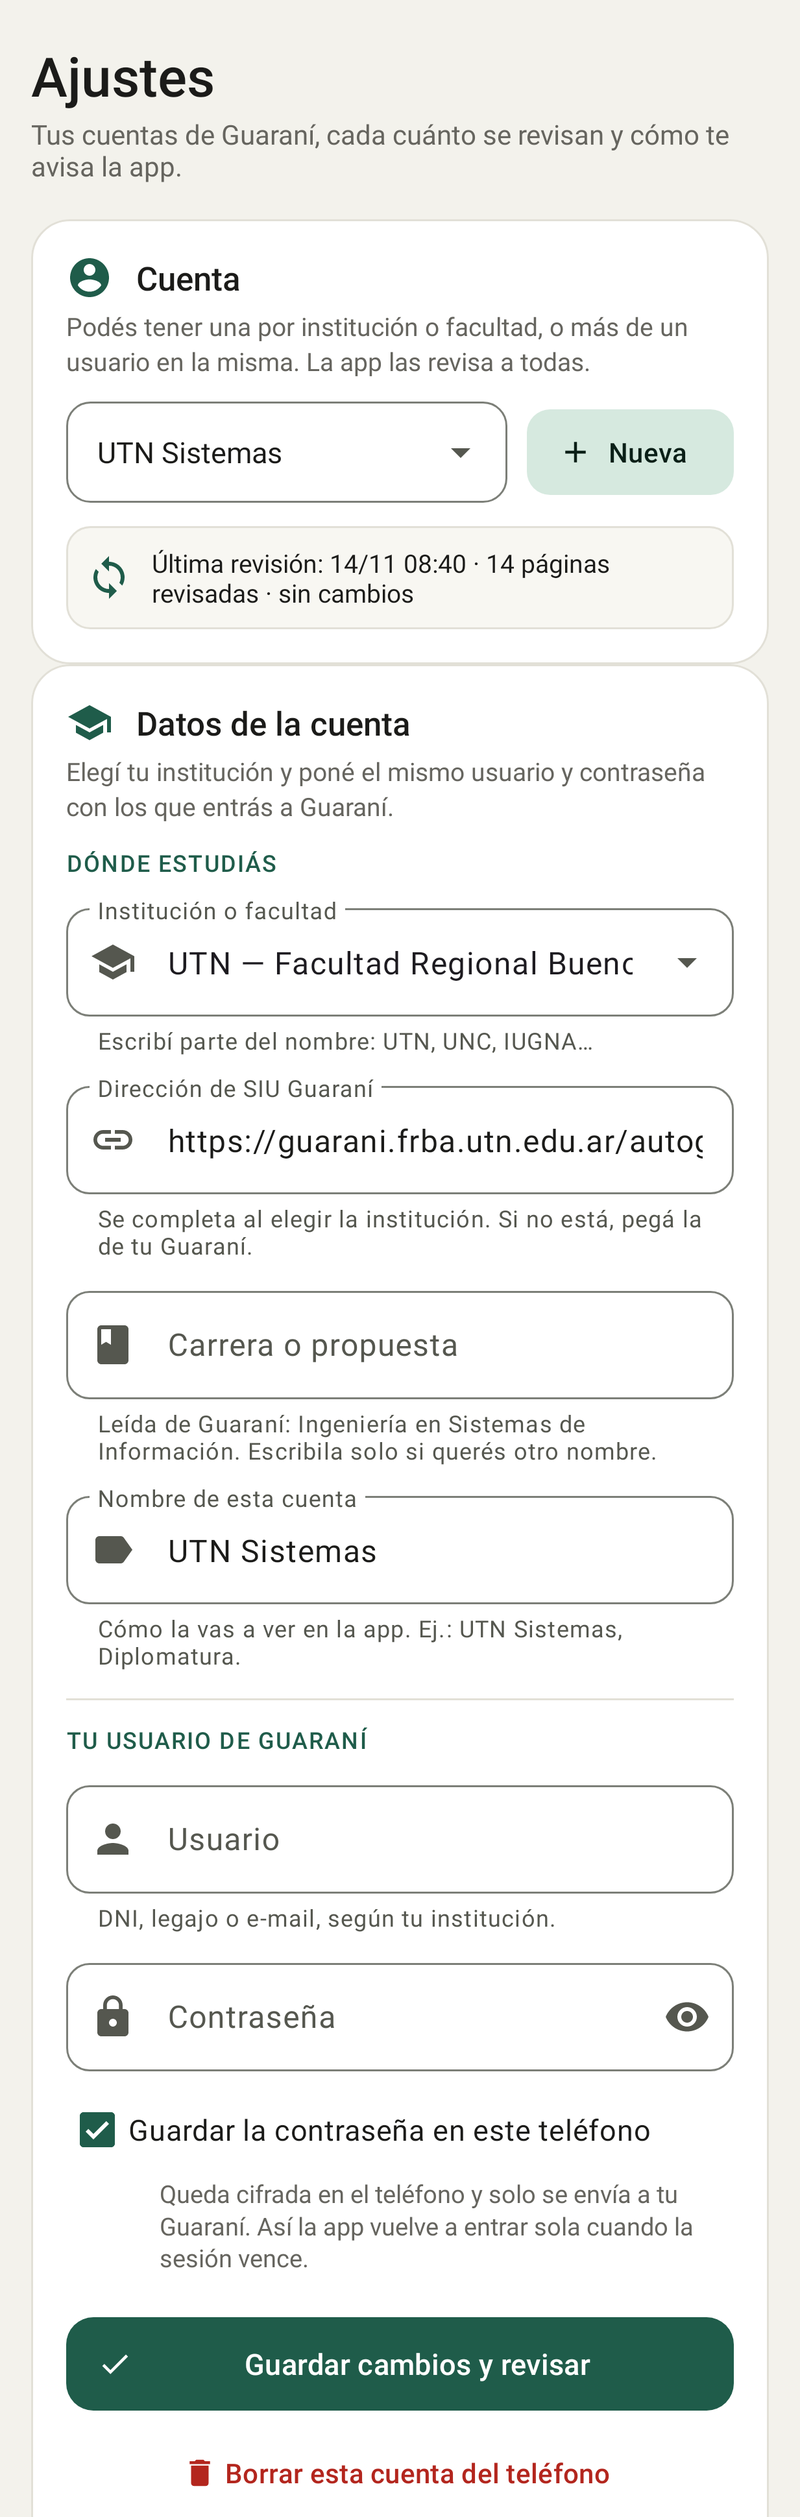 Ajustes
Tus cuentas de Guaraní, cada cuánto se revisan y cómo te
avisa la app.
Cuenta
Podés tener una por institución o facultad, o más de un
usuario en la misma. La app las revisa a todas.
UTN Sistemas
+ Nueva
Última revisión: 14/11 08:40 · 14 páginas
revisadas · sin cambios
Datos de la cuenta
Elegí tu institución y poné el mismo usuario y contraseña
con los que entrás a Guaraní.
DÓNDE ESTUDIÁS
Institución o facultad
UTN — Facultad Regional Bueno
Escribí parte del nombre: UTN, UNC, IUGNA…
Dirección de SIU Guaraní
https://guarani.frba.utn.edu.ar/autog
Se completa al elegir la institución. Si no está, pegá la
de tu Guaraní.
Carrera o propuesta
Leída de Guaraní: Ingeniería en Sistemas de
Información. Escribila solo si querés otro nombre.
Nombre de esta cuenta
UTN Sistemas
Cómo la vas a ver en la app. Ej.: UTN Sistemas,
Diplomatura.
TU USUARIO DE GUARANÍ
Usuario
DNI, legajo o e-mail, según tu institución.
Contraseña
Guardar la contraseña en este teléfono
Queda cifrada en el teléfono y solo se envía a tu
Guaraní. Así la app vuelve a entrar sola cuando la
sesión vence.
Guardar cambios y revisar
Borrar esta cuenta del teléfono